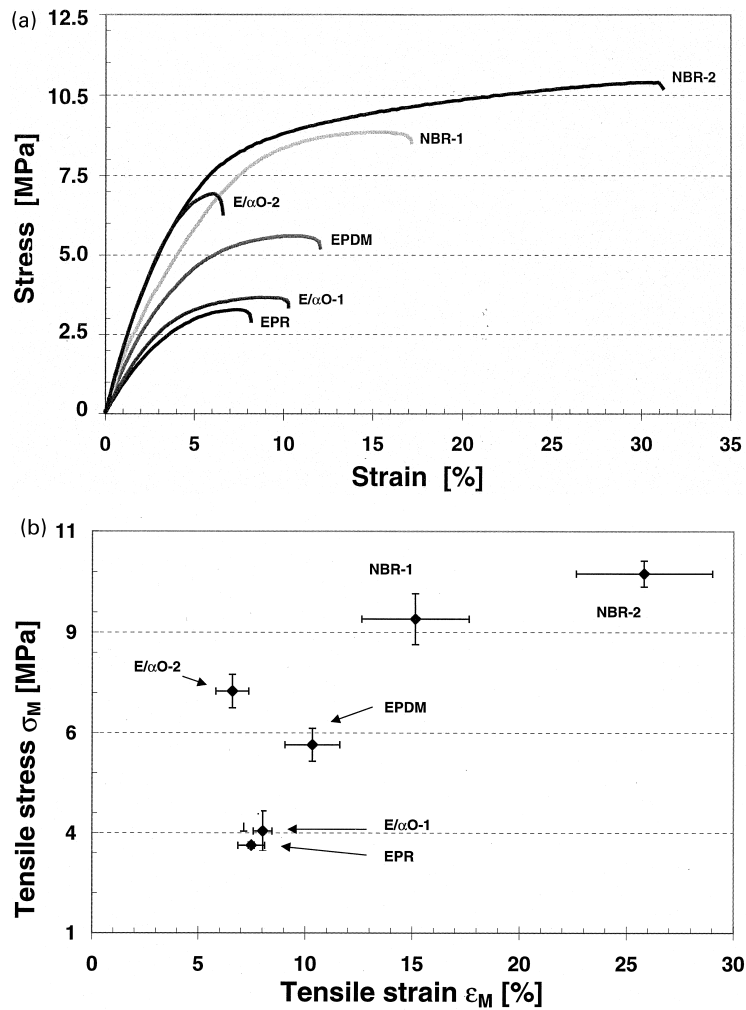 (a)
12.5
10.5
7.5
5.0
2.5
0
Stress [MPa]
NBR-2
NBR-1
E/αO-2
EPDM
E/αO-1
EPR
0 5 10 15 20 25 30 35
Strain [%]
(b)
11
9
6
4
1
Tensile stress σM [MPa]
NBR-1
NBR-2
E/αO-2
EPDM
E/αO-1
EPR
0 5 10 15 20 25 30
Tensile strain εM [%]